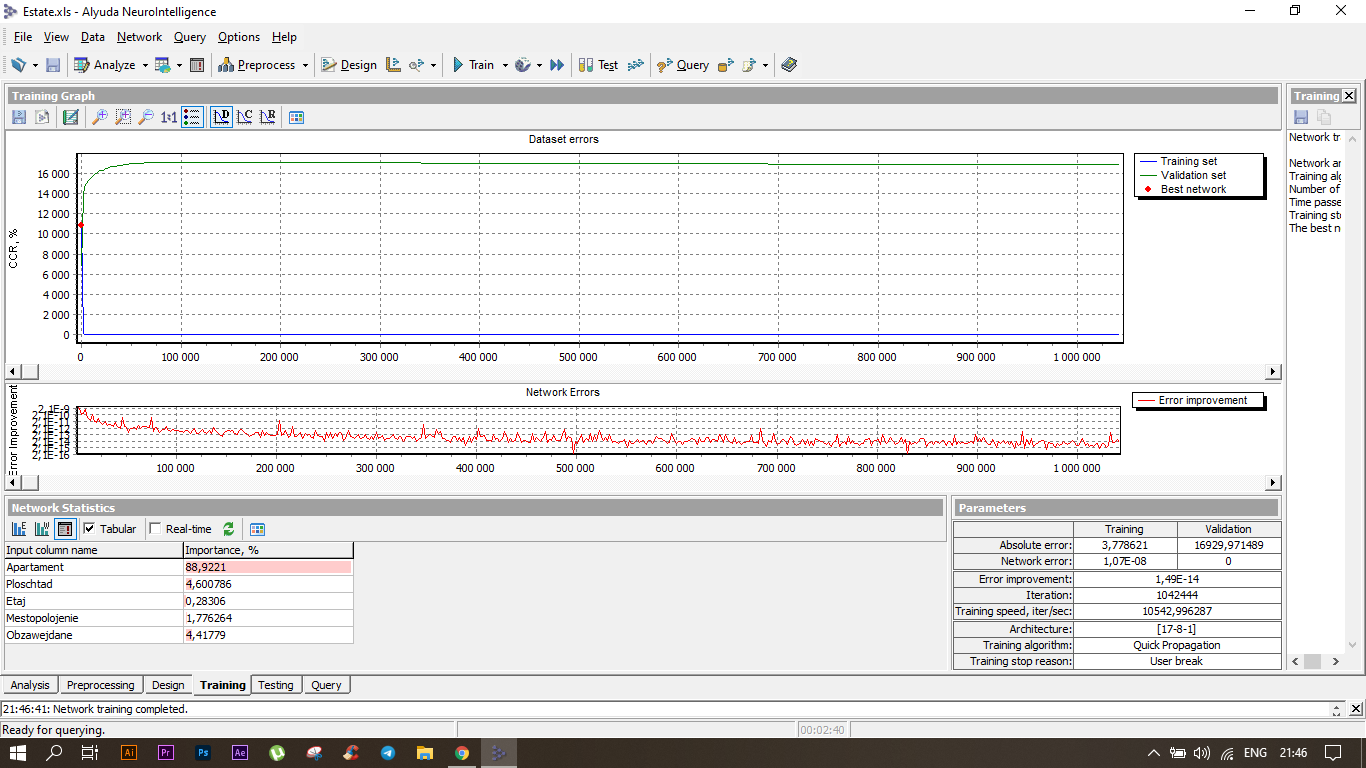 Estate.xls - Alyuda NeuroIntelligence
File View Data Network Query Options Help
Analyze Preprocess Design Train Test Query
Training Graph
Training
1:1 D C R
Dataset errors
CCR, %
16 000
14 000
12 000
10 000
8 000
6 000
4 000
2 000
0
0 100 000 200 000 300 000 400 000 500 000 600 000 700 000 800 000 900 000 1 000 000
Training set
Validation set
Best network
Network tr
Network ar
Training alg
Number of
Time passe
Training sto
The best n
Network Errors
Error improvement
2,1E-9
2,1E-10
2,1E-11
2,1E-12
2,1E-13
2,1E-14
2,1E-15
2,1E-16
100 000 200 000 300 000 400 000 500 000 600 000 700 000 800 000 900 000 1 000 000
Error improvement
Network Statistics
Tabular Real-time
Input column name Importance, %
Apartament 88,9221
Ploschtad 4,600786
Etaj 0,28306
Mestopolojenie 1,776264
Obzawejdane 4,41779
Parameters
Training Validation
Absolute error: 3,778621 16929,971489
Network error: 1,07E-08 0
Error improvement: 1,49E-14
Iteration: 1042444
Training speed, iter/sec: 10542,996287
Architecture: [17-8-1]
Training algorithm: Quick Propagation
Training stop reason: User break
Analysis Preprocessing Design Training Testing Query
21:46:41: Network training completed.
Ready for querying. 00:02:40
Ai Pr Ps Ae ENG 21:46